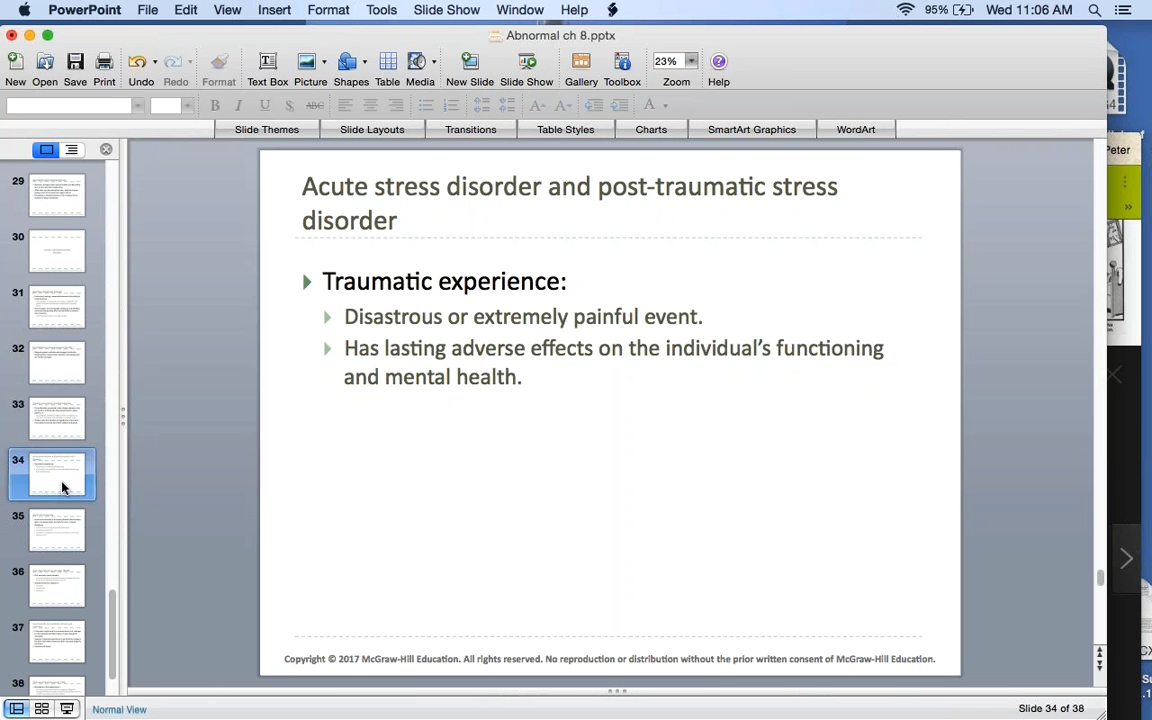 PowerPoint File Edit View Insert Format Tools Slide Show Window Help 95% Wed 11:06 AM
Abnormal ch 8.pptx
New Open Save Print Undo Redo Format Text Box Picture Shapes Table Media New Slide Slide Show Gallery Toolbox 23% Zoom Help
B I U S ABC A A A
Slide Themes Slide Layouts Transitions Table Styles Charts SmartArt Graphics WordArt
Peter
29
30
31
32
33
34
35
36
37
38
Acute stress disorder and post-traumatic stress
disorder
Traumatic experience:
Disastrous or extremely painful event.
Has lasting adverse effects on the individual's functioning
and mental health.
Copyright © 2017 McGraw-Hill Education. All rights reserved. No reproduction or distribution without the prior written consent of McGraw-Hill Education.
Normal View
Slide 34 of 38